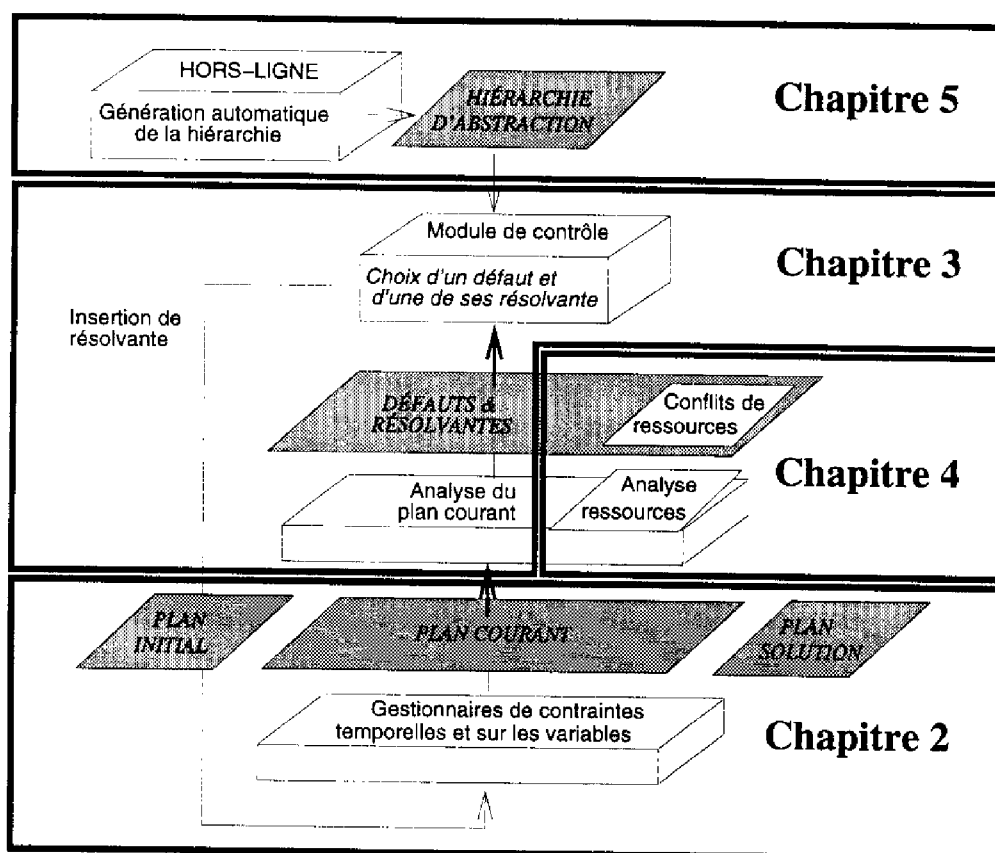 HORS-LIGNE
Génération automatique
de la hiérarchie
HIÉRARCHIE
D'ABSTRACTION
Chapitre 5
Module de contrôle
Choix d'un défaut et
d'une de ses résolvante
Chapitre 3
Insertion de
résolvante
DÉFAUTS &
RÉSOLVANTES
Conflits de
ressources
Analyse du
plan courant
Analyse
ressources
Chapitre 4
PLAN
INITIAL
PLAN COURANT
PLAN
SOLUTION
Gestionnaires de contraintes
temporelles et sur les variables
Chapitre 2